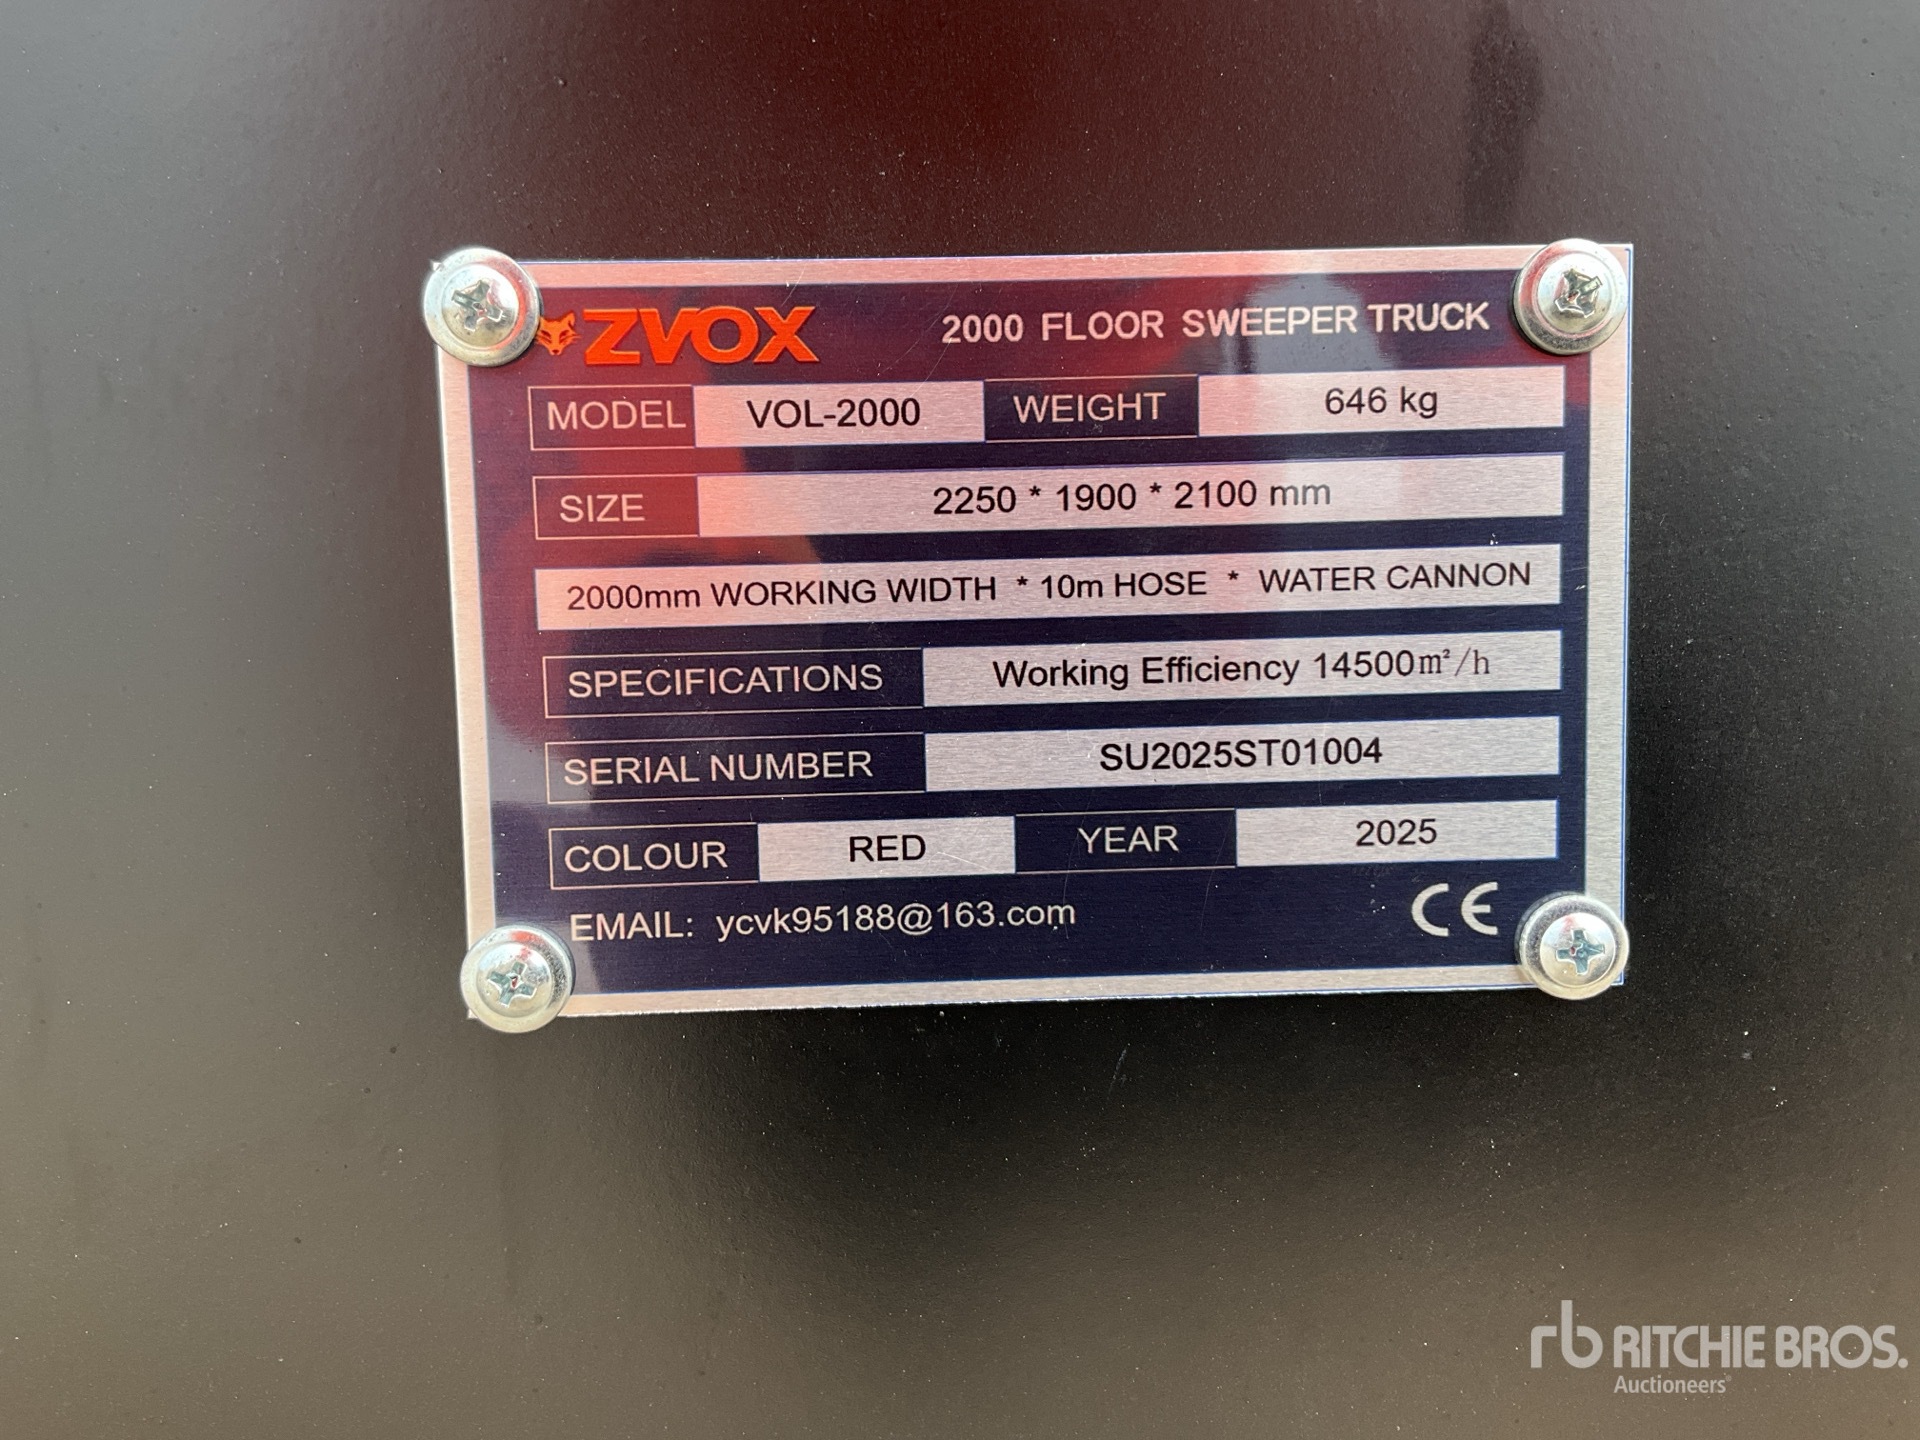 ZVOX 2000 FLOOR SWEEPER TRUCK
MODEL VOL-2000 WEIGHT 646 kg
SIZE 2250 * 1900 * 2100 mm
2000mm WORKING WIDTH * 10m HOSE * WATER CANNON
SPECIFICATIONS Working Efficiency 14500m²/h
SERIAL NUMBER SU2025ST01004
COLOUR RED YEAR 2025
EMAIL: ycvk95188@163.com CE
rb RITCHIE BROS.
Auctioneers